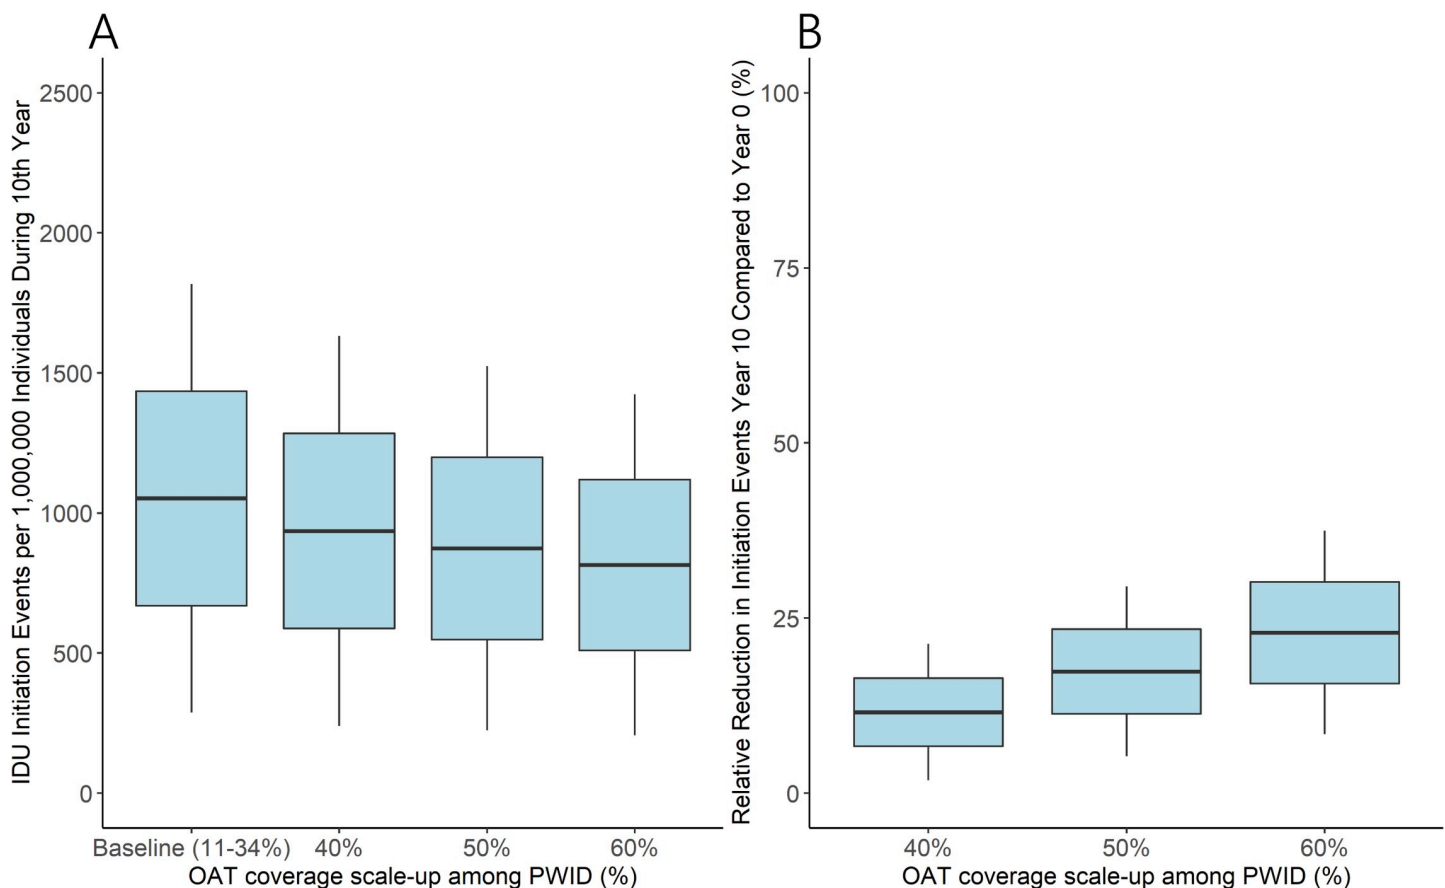 A
IDU Initiation Events per 1,000,000 Individuals During 10th Year
2500
2000
1500
1000
500
0
Baseline (11-34%)
40%
50%
60%
OAT coverage scale-up among PWID (%)
B
Relative Reduction in Initiation Events Year 10 Compared to Year 0 (%)
100
75
50
25
0
40%
50%
60%
OAT coverage scale-up among PWID (%)